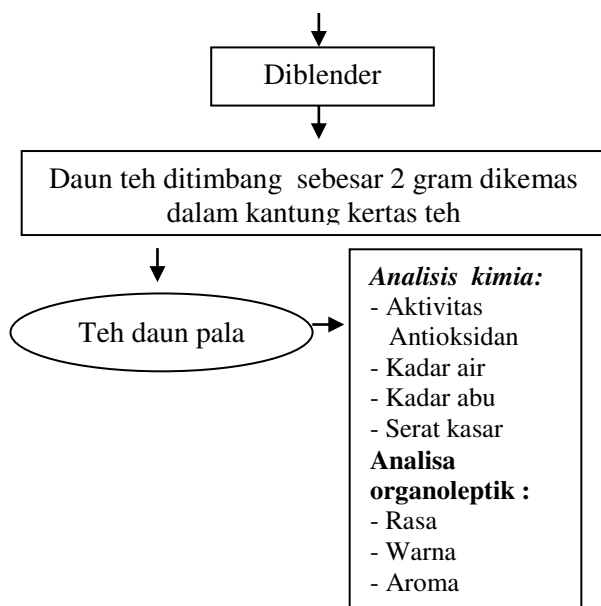 Diblender
Daun teh ditimbang sebesar 2 gram dikemas
dalam kantung kertas teh
Teh daun pala
Analisis kimia:
- Aktivitas
Antioksidan
- Kadar air
- Kadar abu
- Serat kasar
Analisa
organoleptik :
- Rasa
- Warna
- Aroma